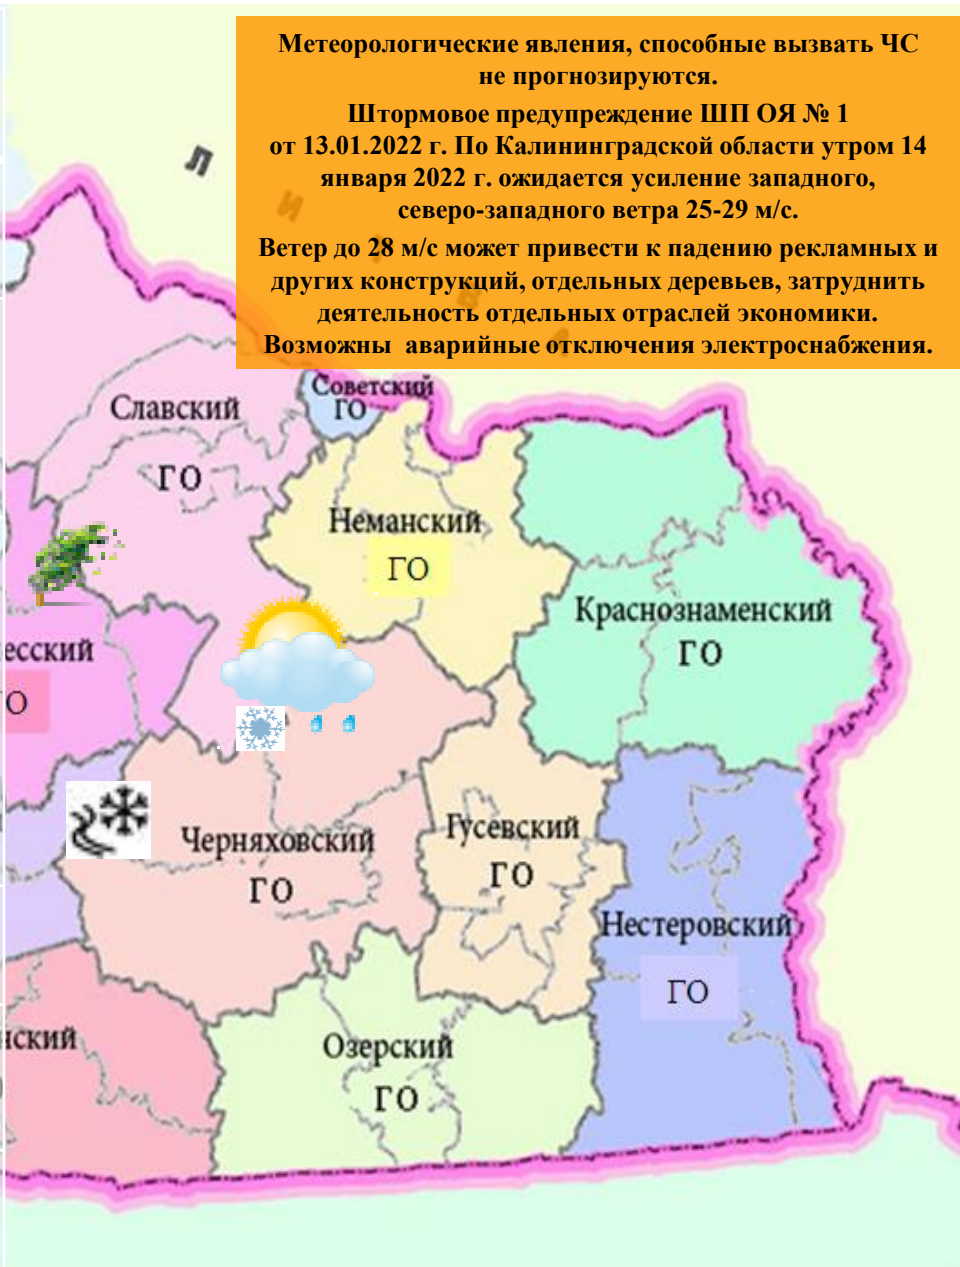 Метеорологические явления, способные вызвать ЧС
не прогнозируются.
Штормовое предупреждение ШП ОЯ № 1
от 13.01.2022 г. По Калининградской области утром 14
января 2022 г. ожидается усиление западного,
северо-западного ветра 25-29 м/с.
Ветер до 28 м/с может привести к падению рекламных и
других конструкций, отдельных деревьев, затруднить
деятельность отдельных отраслей экономики.
Возможны аварийные отключения электроснабжения.
Л
И
В
А
Советский
ГО
Славский
ГО
Неманский
ГО
Краснознаменский
ГО
есский
О
Черняховский
ГО
Гусевский
ГО
Нестеровский
ГО
нский
Озерский
ГО